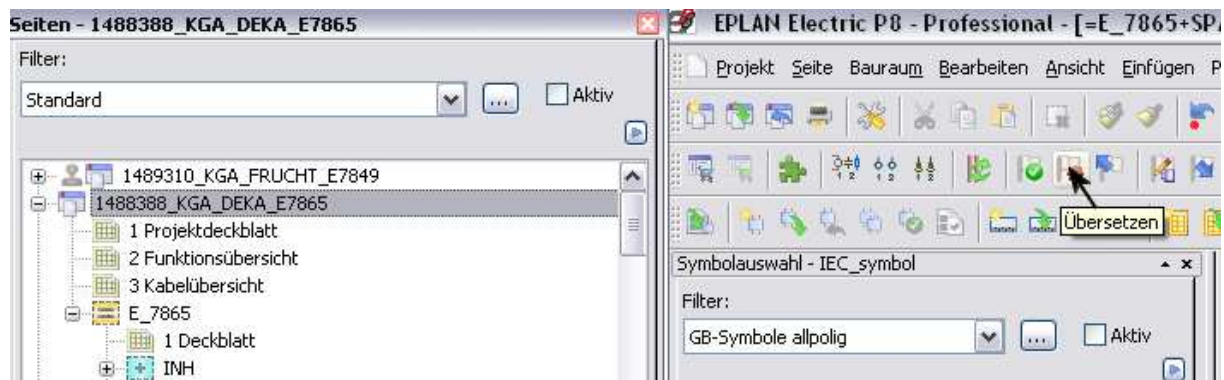 Seiten - 1488388_KGA_DEKA_E7865
Filter:
Standard
...
Aktiv
1489310_KGA_FRUCHT_E7849
1488388_KGA_DEKA_E7865
1 Projektdeckblatt
2 Funktionsübersicht
3 Kabelübersicht
E_7865
1 Deckblatt
INH
EPLAN Electric P8 - Professional - [=E_7865+SP
Projekt Seite Bauraum Bearbeiten Ansicht Einfügen P
Übersetzen
Symbolauswahl - IEC_symbol
Filter:
GB-Symbole allpolig
...
Aktiv